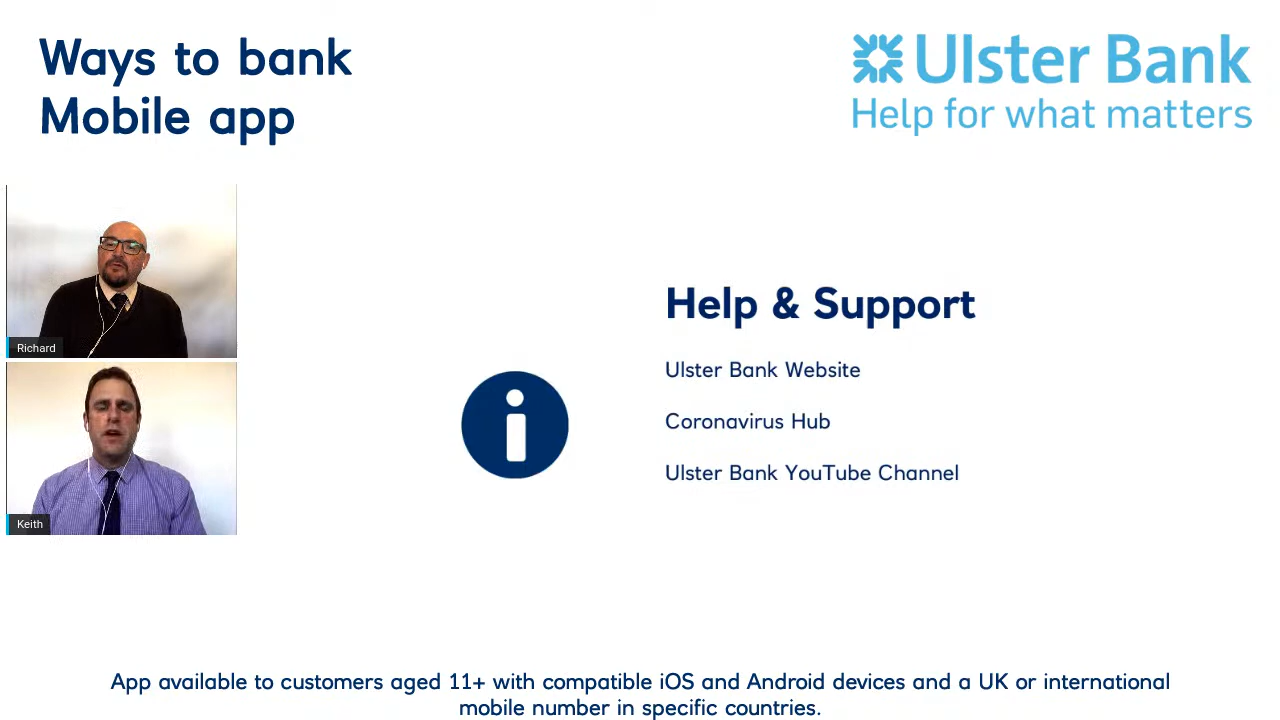 Ways to bank
Mobile app
Ulster Bank
Help for what matters
Richard
Keith
Help & Support
Ulster Bank Website
Coronavirus Hub
Ulster Bank YouTube Channel
App available to customers aged 11+ with compatible iOS and Android devices and a UK or international
mobile number in specific countries.